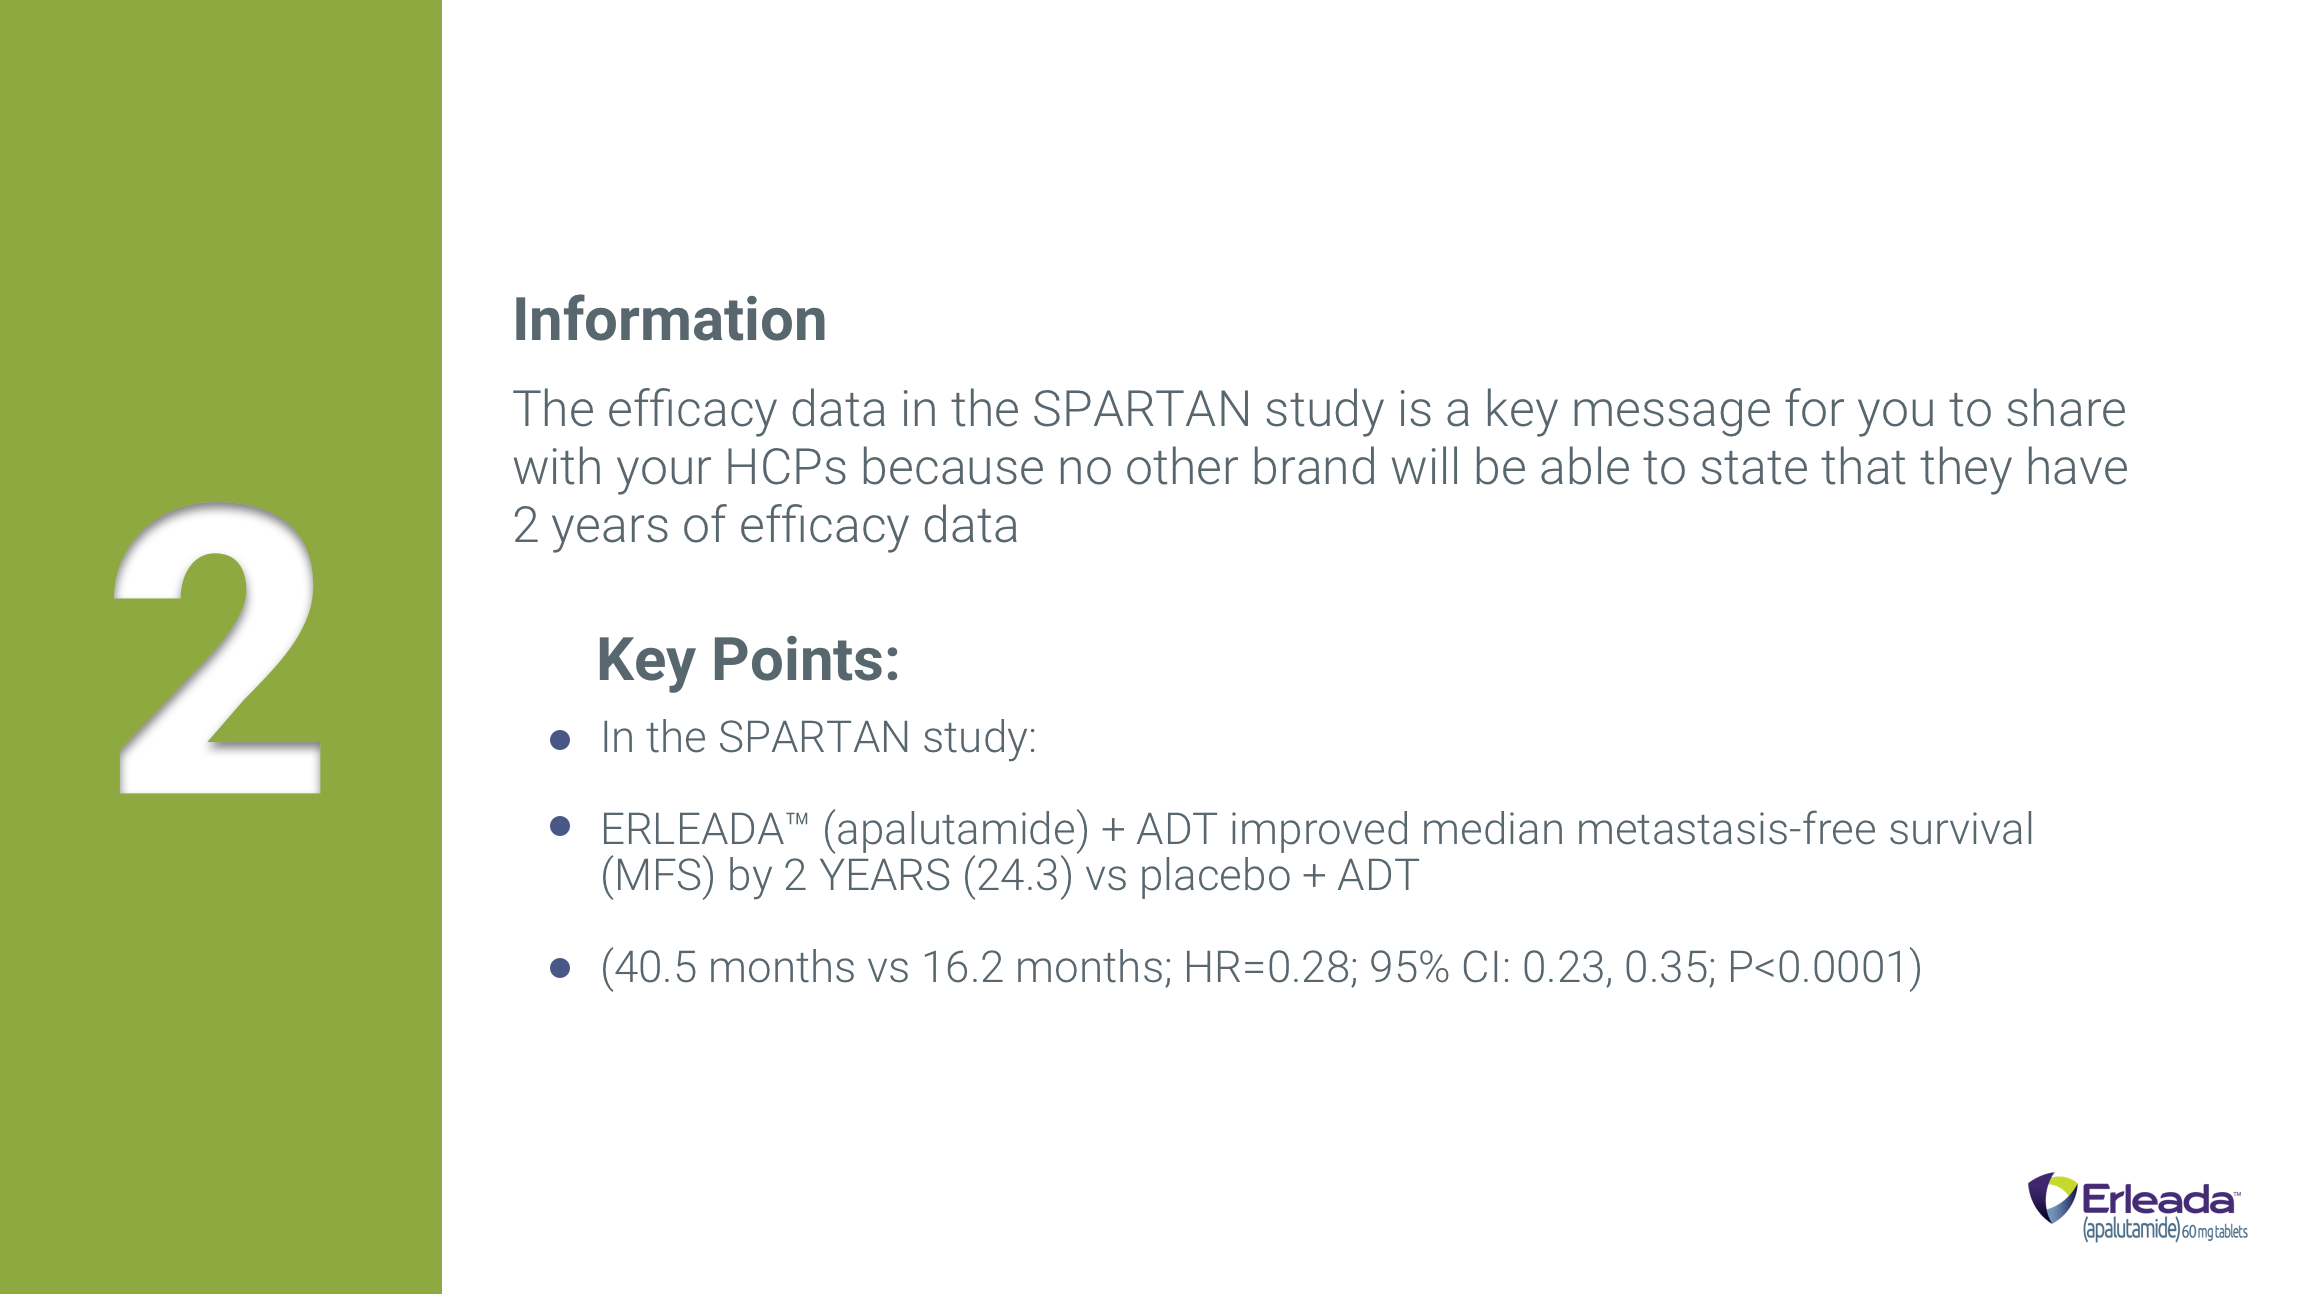 2
Information
The efficacy data in the SPARTAN study is a key message for you to share
with your HCPs because no other brand will be able to state that they have
2 years of efficacy data
Key Points:
● In the SPARTAN study:
● ERLEADA™ (apalutamide) + ADT improved median metastasis-free survival
(MFS) by 2 YEARS (24.3) vs placebo + ADT
● (40.5 months vs 16.2 months; HR=0.28; 95% CI: 0.23, 0.35; P<0.0001)
Erleada™
(apalutamide) 60 mg tablets